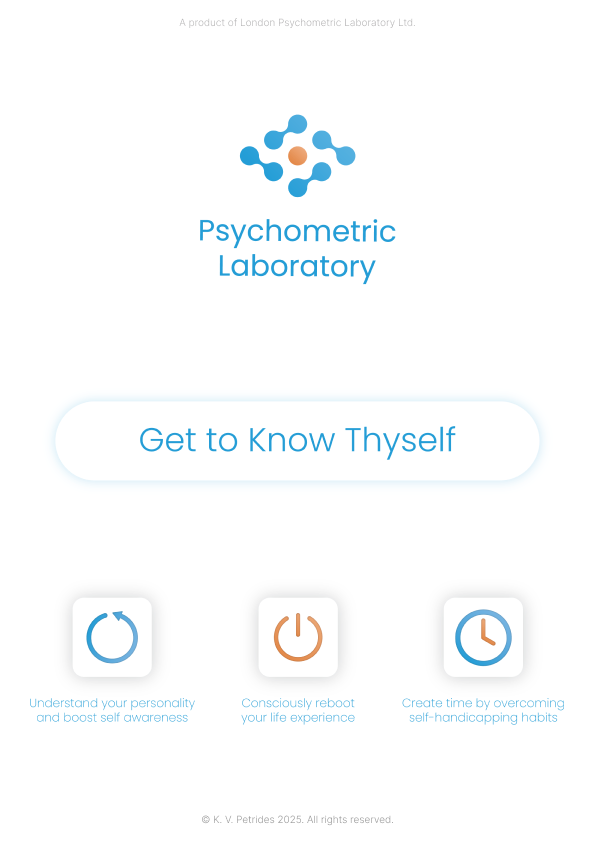 A product of London Psychometric Laboratory Ltd.
Psychometric
Laboratory
Get to Know Thyself
Understand your personality
and boost self awareness
Consciously reboot
your life experience
Create time by overcoming
self-handicapping habits
© K. V. Petrides 2025. All rights reserved.